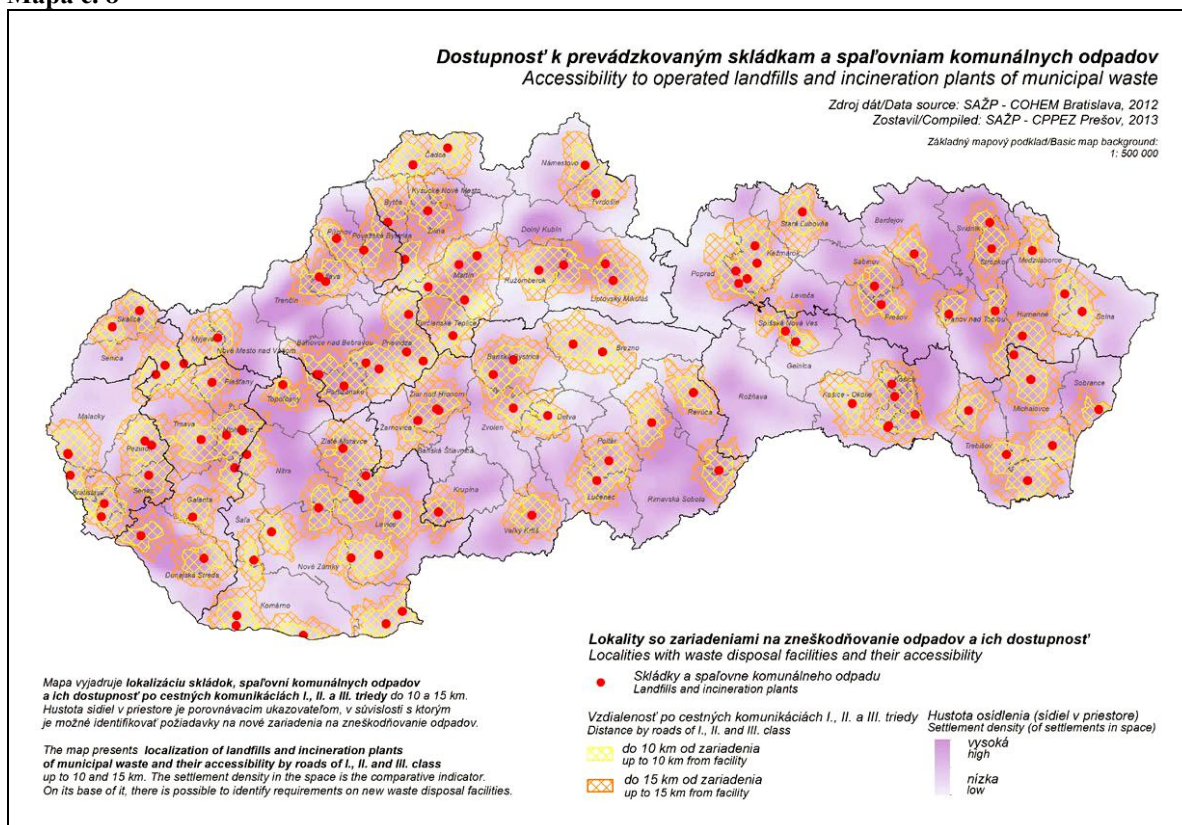 Mapa č. 8
Dostupnosť k prevádzkovaným skládkam a spaľovniam komunálnych odpadov
Accessibility to operated landfills and incineration plants of municipal waste
Zdroj dát/Data source: SAŽP - COHEM Bratislava, 2012
Zostavil/Compiled: SAŽP - CPPEZ Prešov, 2013
Základný mapový podklad/Basic map background:
1: 500 000
Čadca
Námestovo
Kysucké Nové Mesto
Tvrdošín
Bytča
Stará Ľubovňa
Bardejov
Svidník
Žilina
Dolný Kubín
Púchov
Považská Bystrica
Stropkov
Medzilaborce
Kežmarok
Sabinov
Poprad
Martin
Ružomberok
Ilava
Levoča
Liptovský Mikuláš
Trenčín
Prešov
Vranov nad Topľou
Humenné
Snina
Skalica
Turčianske Teplice
Spišská Nová Ves
Myjava
Bánovce nad Bebravou
Prievidza
Nové Mesto nad Váhom
Banská Bystrica
Brezno
Senica
Gelnica
Piešťany
Partizánske
Košice
Sobrance
Topoľčany
Žiar nad Hronom
Košice - Okolie
Rožňava
Revúca
Michalovce
Malacky
Žarnovica
Detva
Zvolen
Trnava
Hlohovec
Zlaté Moravce
Poltár
Trebišov
Pezinok
Banská Štiavnica
Nitra
Krupina
Lučenec
Rimavská Sobota
Bratislava
Senec
Galanta
Šaľa
Levice
Veľký Krtíš
Nové Zámky
Dunajská Streda
Komárno
Mapa vyjadruje lokalizáciu skládok, spaľovní komunálnych odpadov
a ich dostupnosť po cestných komunikáciách I., II. a III. triedy do 10 a 15 km.
Hustota sídiel v priestore je porovnávacím ukazovateľom, v súvislosti s ktorým
je možné identifikovať požiadavky na nové zariadenia na zneškodňovanie odpadov.
The map presents localization of landfills and incineration plants
of municipal waste and their accessibility by roads of I., II. and III. class
up to 10 and 15 km. The settlement density in the space is the comparative indicator.
On its base of it, there is possible to identify requirements on new waste disposal facilities.
Lokality so zariadeniami na zneškodňovanie odpadov a ich dostupnosť
Localities with waste disposal facilities and their accessibility
Skládky a spaľovne komunálneho odpadu
Landfills and incineration plants
Vzdialenosť po cestných komunikáciách I., II. a III. triedy
Distance by roads of I., II. and III. class
do 10 km od zariadenia
up to 10 km from facility
do 15 km od zariadenia
up to 15 km from facility
Hustota osídlenia (sídiel v priestore)
Settlement density (of settlements in space)
vysoká
high
nízka
low